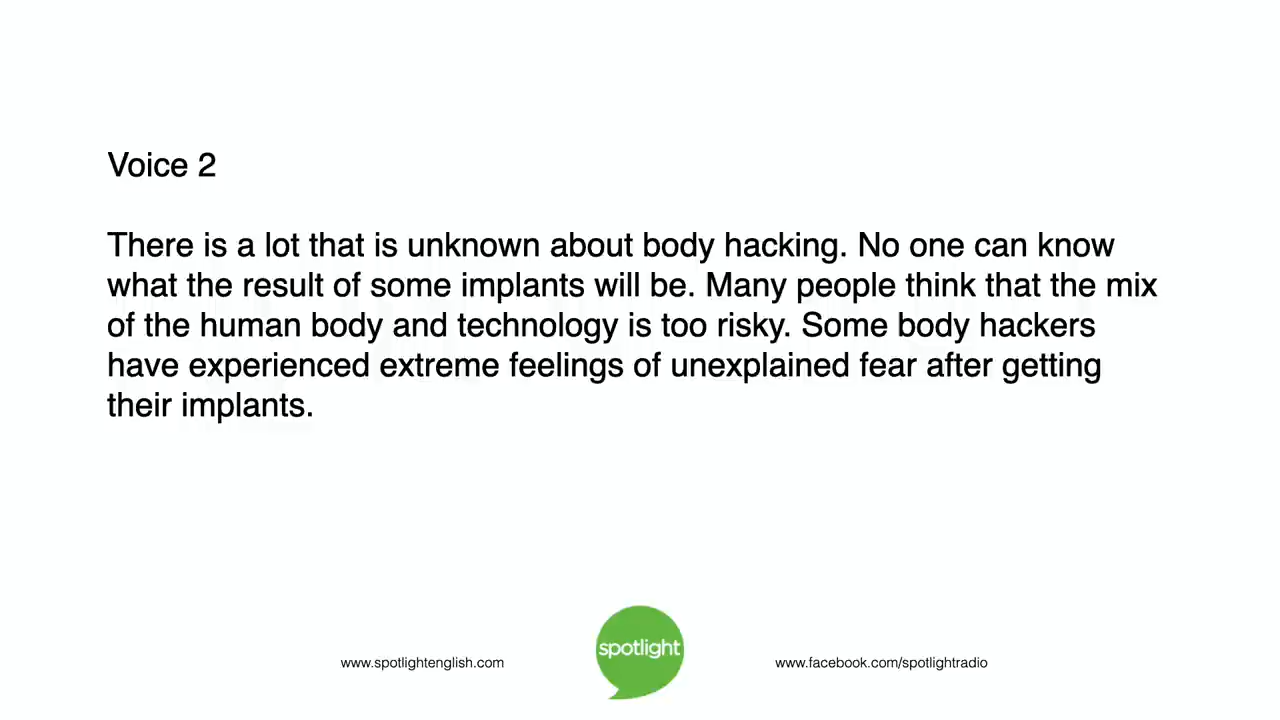 Voice 2
There is a lot that is unknown about body hacking. No one can know
what the result of some implants will be. Many people think that the mix
of the human body and technology is too risky. Some body hackers
have experienced extreme feelings of unexplained fear after getting
their implants.
www.spotlightenglish.com
spotlight
www.facebook.com/spotlightradio